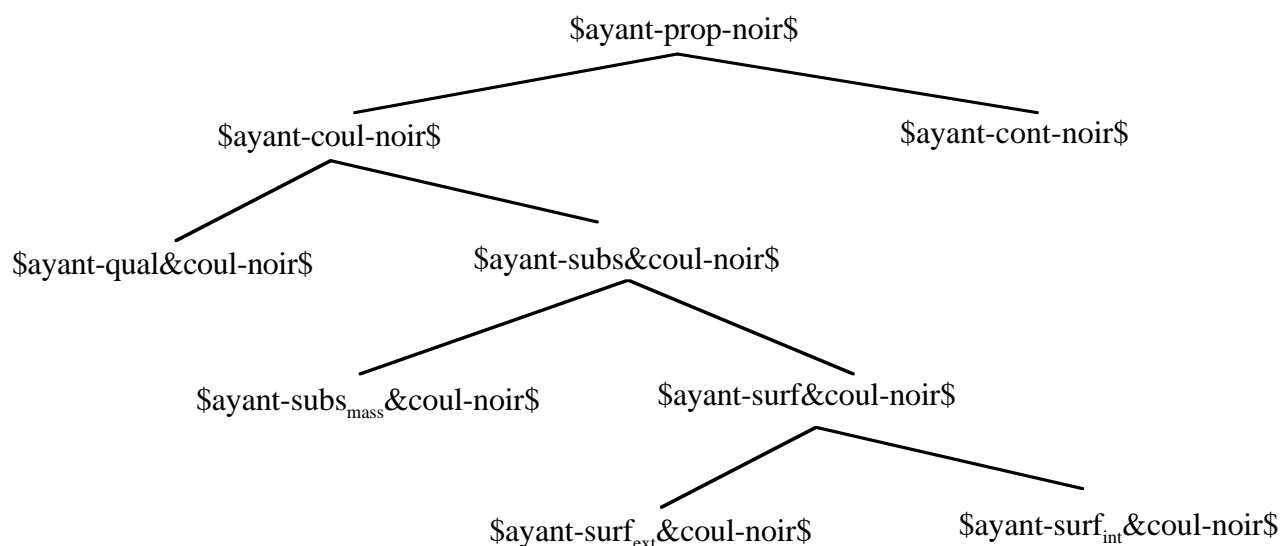 $ayant-prop-noir$
$ayant-coul-noir$
$ayant-cont-noir$
$ayant-qual&coul-noir$
$ayant-subs&coul-noir$
$ayant-subsmass&coul-noir$
$ayant-surf&coul-noir$
$ayant-surfext&coul-noir$
$ayant-surfint&coul-noir$